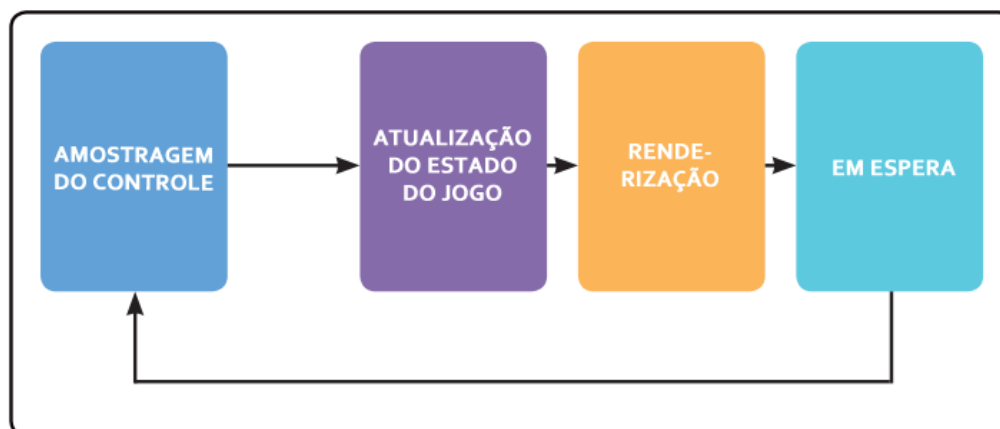 AMOSTRAGEM
DO CONTROLE
ATUALIZAÇÃO
DO ESTADO
DO JOGO
RENDE-
RIZAÇÃO
EM ESPERA